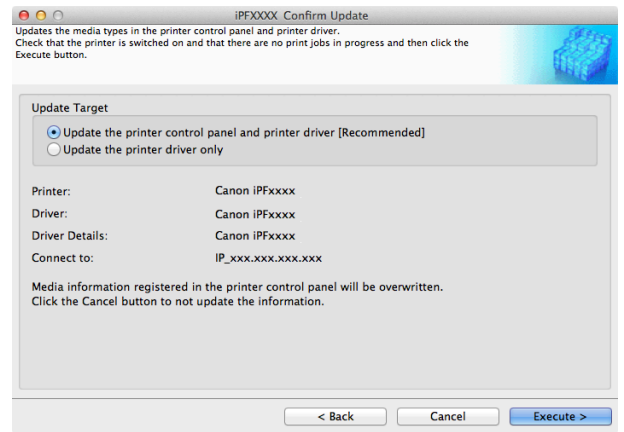 iPFXXXX Confirm Update
Updates the media types in the printer control panel and printer driver.
Check that the printer is switched on and that there are no print jobs in progress and then click the
Execute button.
Update Target
Update the printer control panel and printer driver [Recommended]
Update the printer driver only
Printer: Canon iPFxxxx
Driver: Canon iPFxxxx
Driver Details: Canon iPFxxxx
Connect to: IP_xxx.xxx.xxx.xxx
Media information registered in the printer control panel will be overwritten.
Click the Cancel button to not update the information.
< Back Cancel Execute >